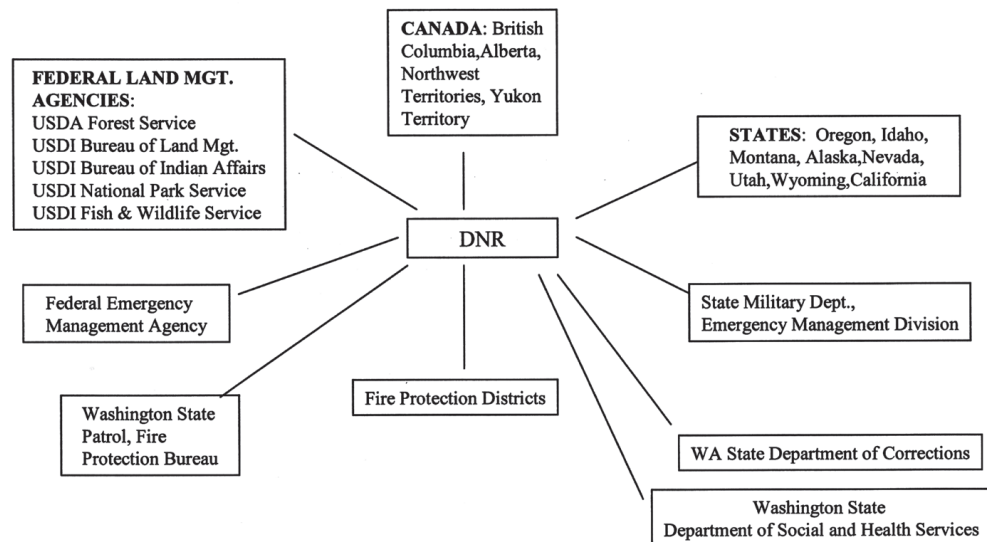 CANADA: British
Columbia,Alberta,
Northwest
Territories, Yukon
Territory
FEDERAL LAND MGT.
AGENCIES:
USDA Forest Service
USDI Bureau of Land Mgt.
USDI Bureau of Indian Affairs
USDI National Park Service
USDI Fish & Wildlife Service
STATES: Oregon, Idaho,
Montana, Alaska,Nevada,
Utah,Wyoming,California
DNR
Federal Emergency
Management Agency
State Military Dept.,
Emergency Management Division
Washington State
Patrol, Fire
Protection Bureau
Fire Protection Districts
WA State Department of Corrections
Washington State
Department of Social and Health Services